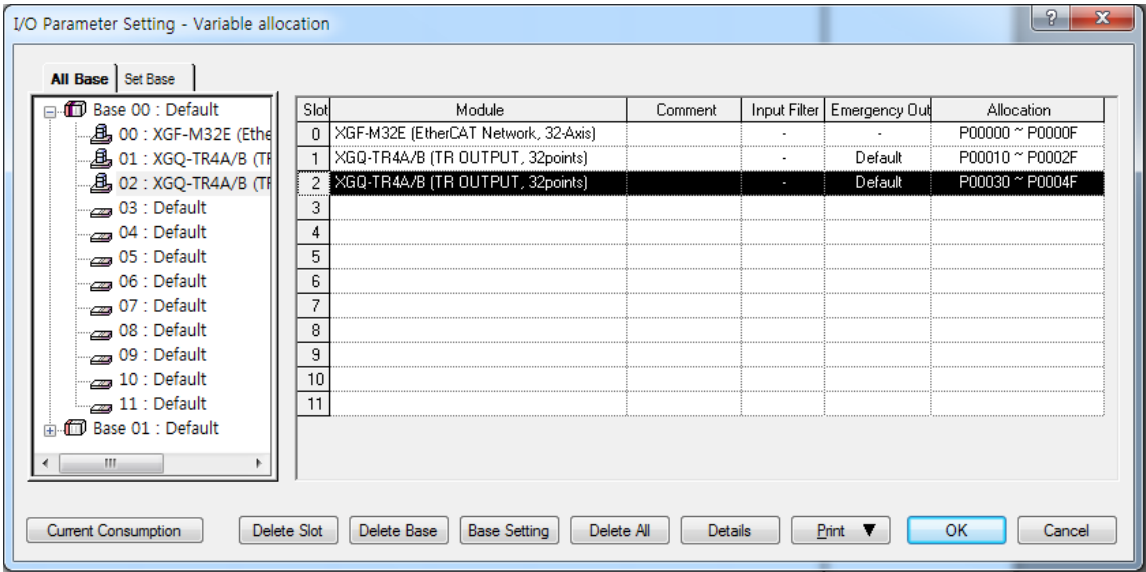 I/O Parameter Setting - Variable allocation
?
X
All Base
Set Base
Base 00 : Default
00 : XGF-M32E (Ethe
01 : XGQ-TR4A/B (TR
02 : XGQ-TR4A/B (TR
03 : Default
04 : Default
05 : Default
06 : Default
07 : Default
08 : Default
09 : Default
10 : Default
11 : Default
Base 01 : Default
Slot Module Comment Input Filter Emergency Out Allocation
0 XGF-M32E (EtherCAT Network, 32-Axis) - - P00000 ~ P0000F
1 XGQ-TR4A/B (TR OUTPUT, 32points) - Default P00010 ~ P0002F
2 XGQ-TR4A/B (TR OUTPUT, 32points) - Default P00030 ~ P0004F
3
4
5
6
7
8
9
10
11
Current Consumption Delete Slot Delete Base Base Setting Delete All Details Print ▼ OK Cancel